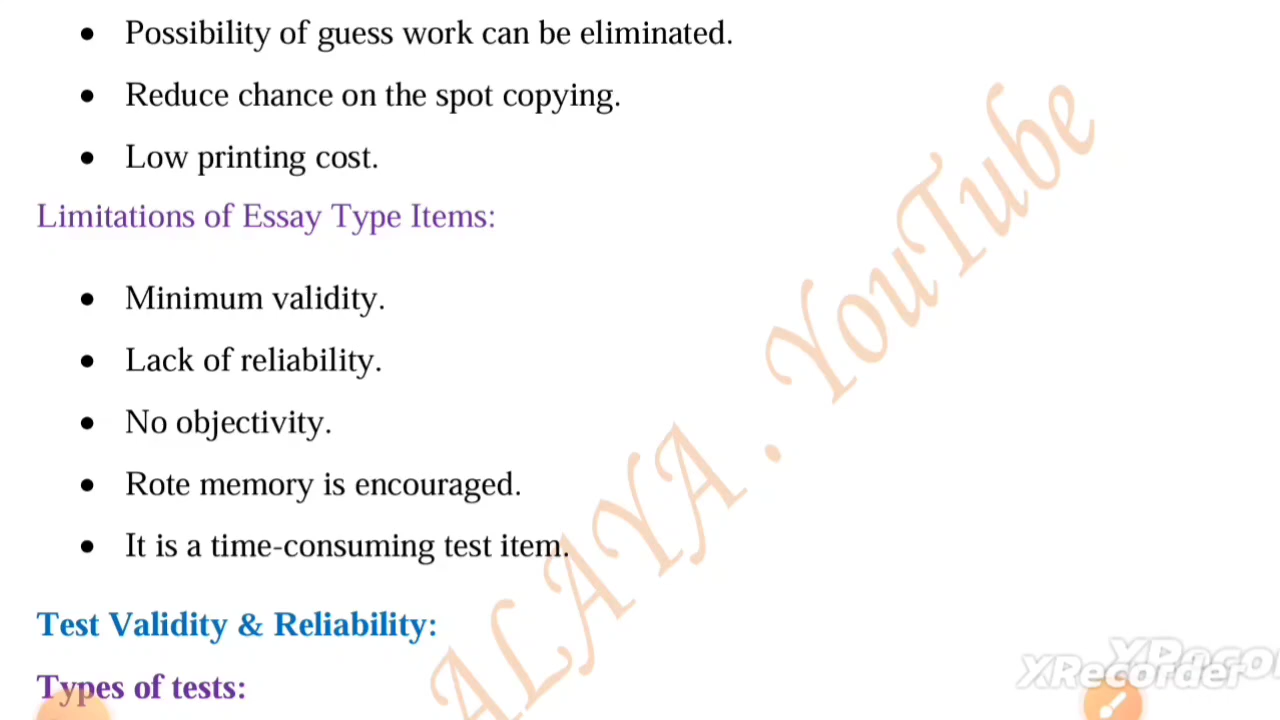 • Possibility of guess work can be eliminated.
• Reduce chance on the spot copying.
• Low printing cost.
Limitations of Essay Type Items:
• Minimum validity.
• Lack of reliability.
• No objectivity.
• Rote memory is encouraged.
• It is a time-consuming test item.
Test Validity & Reliability:
Types of tests:
ALAYA . YouTube
XRecorder